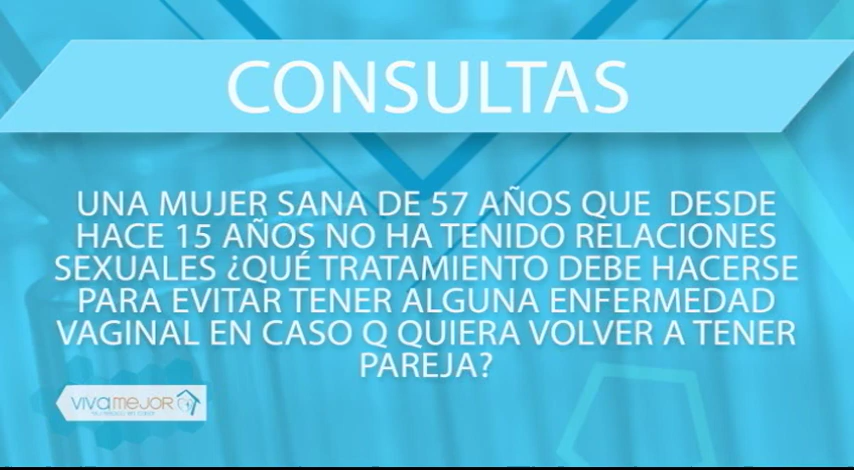 CONSULTAS
UNA MUJER SANA DE 57 AÑOS QUE DESDE
HACE 15 AÑOS NO HA TENIDO RELACIONES
SEXUALES ¿QUÉ TRATAMIENTO DEBE HACERSE
PARA EVITAR TENER ALGUNA ENFERMEDAD
VAGINAL EN CASO Q QUIERA VOLVER A TENER
PAREJA?
VIVAMEJOR